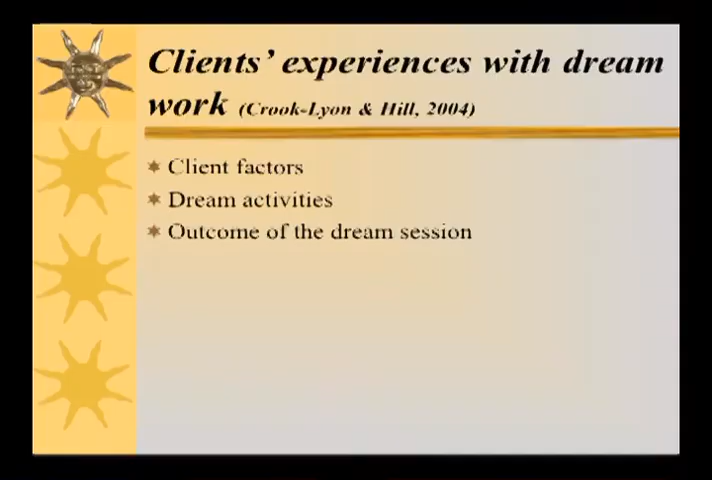 Clients' experiences with dream
work (Crook-Lyon & Hill, 2004)
Client factors
Dream activities
Outcome of the dream session